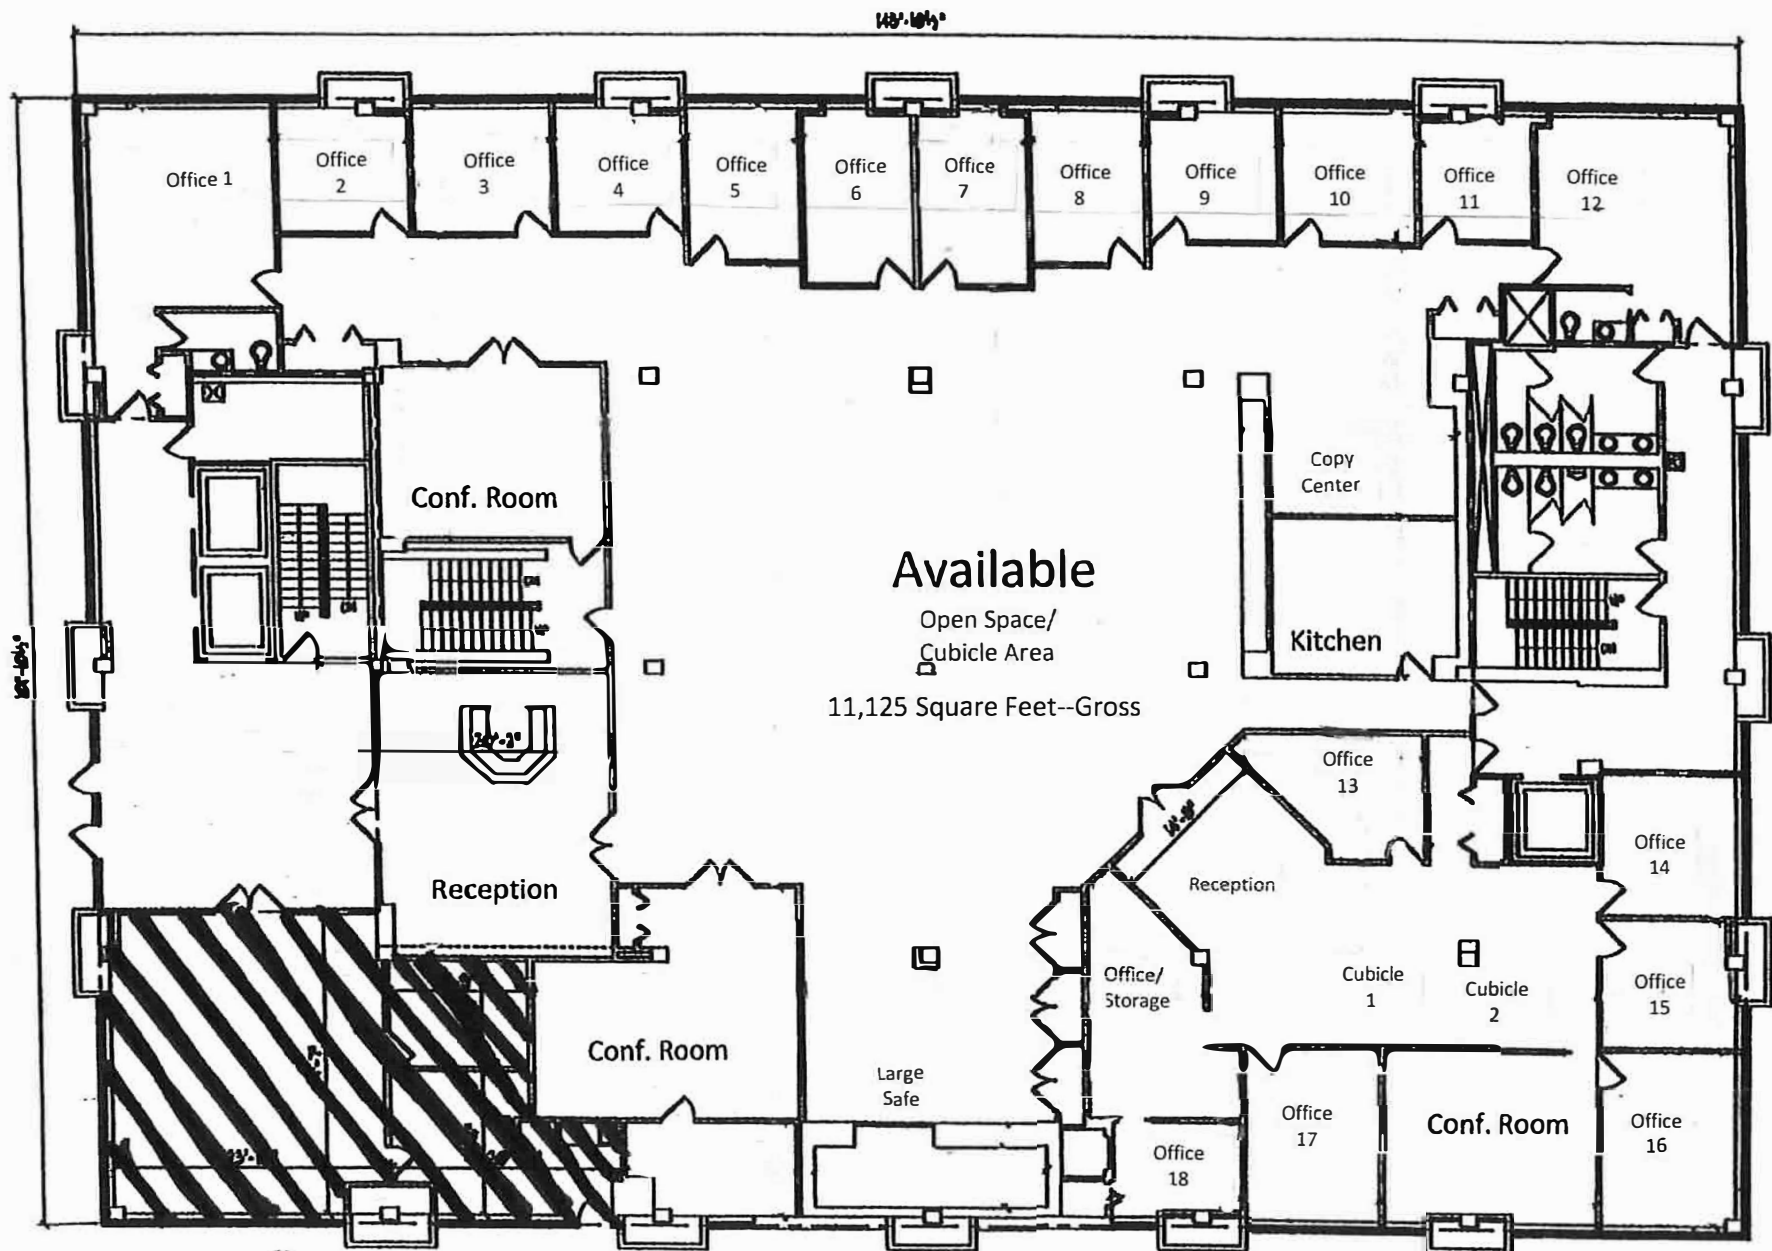 Office 1
Office
2
Office
3
Office
4
Office
5
Office
6
Office
7
Office
8
Office
9
Office
10
Office
11
Office
12
Conf. Room
Copy
Center
Available
Open Space/
Cubicle Area
11,125 Square Feet--Gross
Kitchen
Office
13
Reception
Reception
Office
14
Office/
Storage
Cubicle
1
Cubicle
2
Office
15
Conf. Room
Large
Safe
Office
17
Conf. Room
Office
16
Office
18